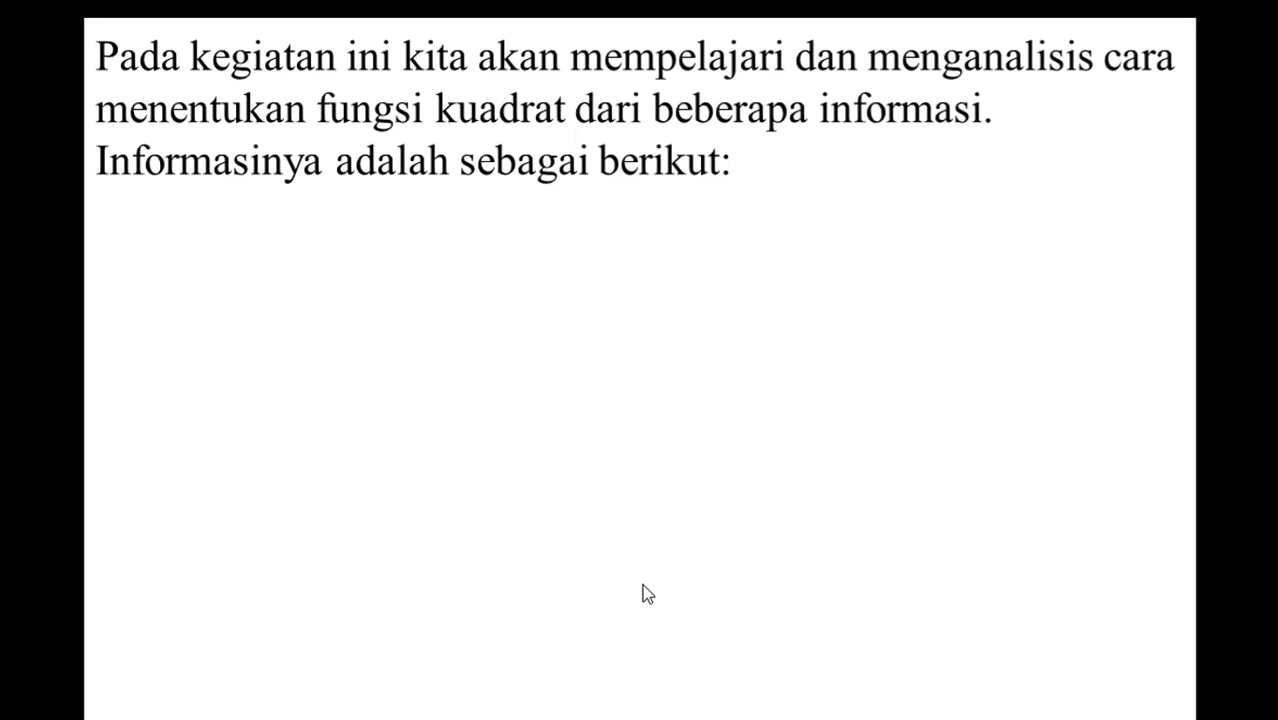 Pada kegiatan ini kita akan mempelajari dan menganalisis cara
menentukan fungsi kuadrat dari beberapa informasi.
Informasinya adalah sebagai berikut: